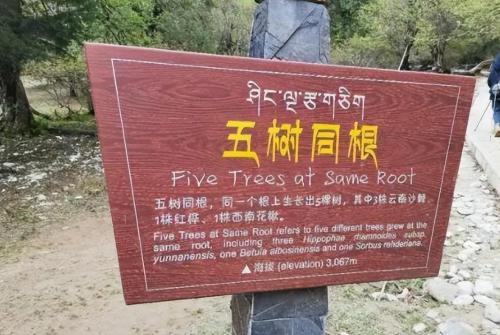 ཤིང་ལྔ་རྩ་གཅིག
五树同根
Five Trees at Same Root
五树同根,同一个根上生长出5棵树,其中3株云南沙棘、
1株红桦、1株西南花楸。
Five Trees at Same Root refers to five different trees grew at the
same root, including three Hippophae rhamnoides subsp.
yunnanensis, one Betula albosinensis and one Sorbus rehderiana.
▲海拔 (elevation) 3,067m